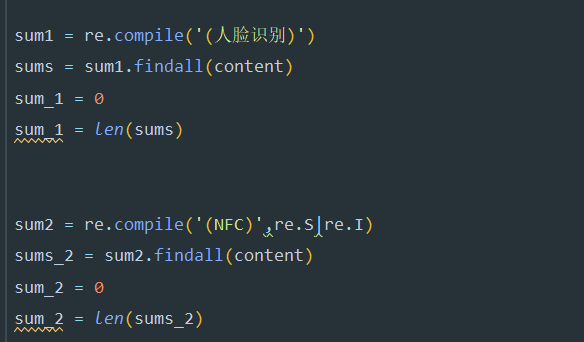 sum1 = re.compile('(人脸识别)')
sums = sum1.findall(content)
sum_1 = 0
sum_1 = len(sums)
sum2 = re.compile('(NFC)',re.S|re.I)
sums_2 = sum2.findall(content)
sum_2 = 0
sum_2 = len(sums_2)